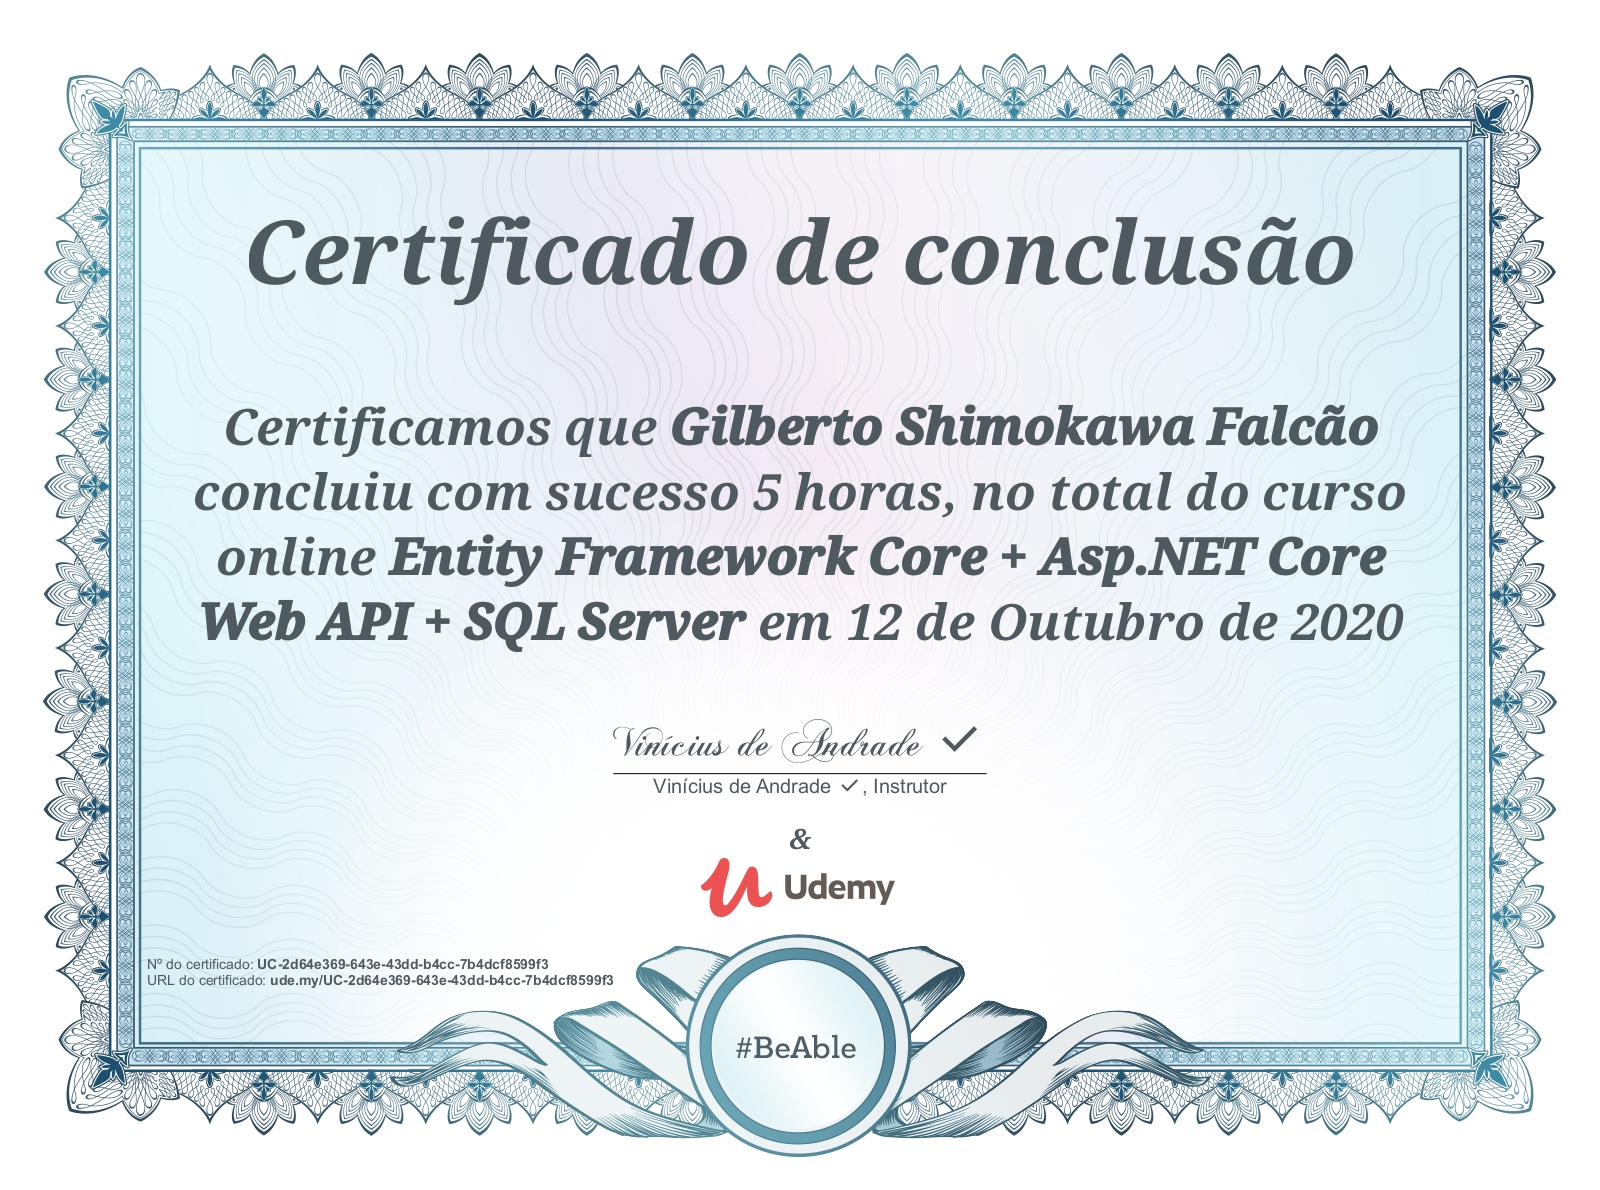 Certificado de conclusão
Certificamos que Gilberto Shimokawa Falcão
concluiu com sucesso 5 horas, no total do curso
online Entity Framework Core + Asp.NET Core
Web API + SQL Server em 12 de Outubro de 2020
Vinícius de Andrade ✓
Vinícius de Andrade ✓, Instrutor
&
Udemy
Nº do certificado: UC-2d64e369-643e-43dd-b4cc-7b4dcf8599f3
URL do certificado: ude.my/UC-2d64e369-643e-43dd-b4cc-7b4dcf8599f3
#BeAble